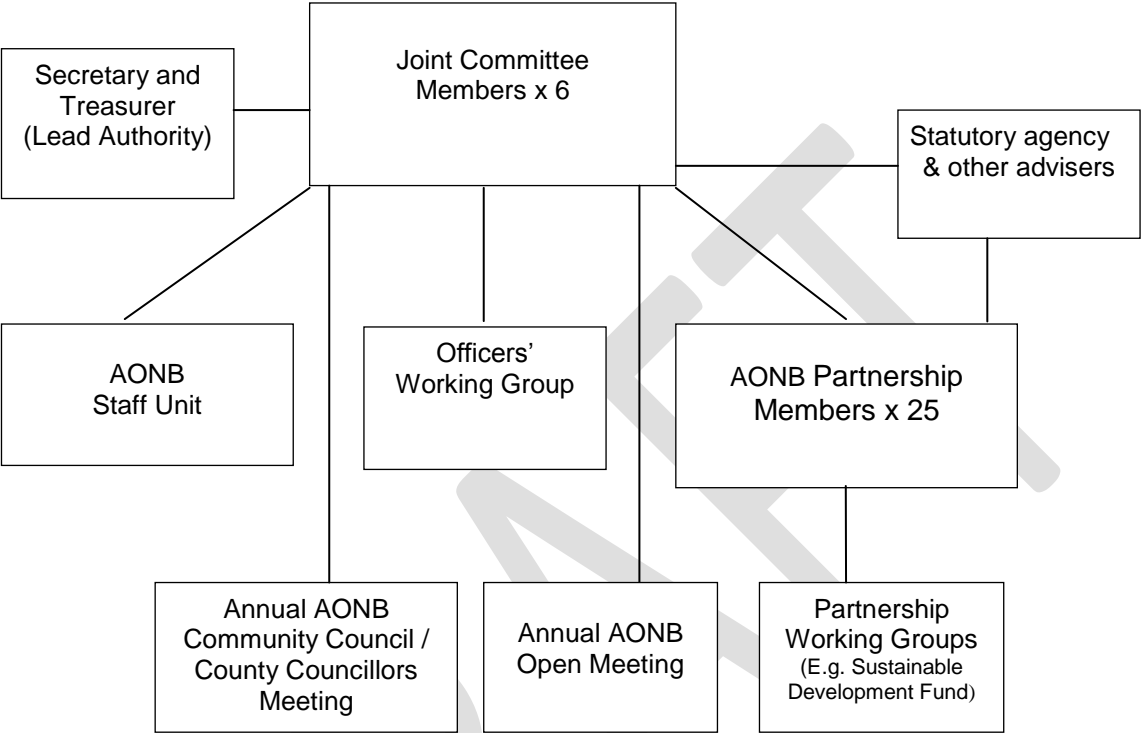 Joint Committee
Members x 6
Secretary and
Treasurer
(Lead Authority)
Statutory agency
& other advisers
AONB
Staff Unit
Officers’
Working Group
AONB Partnership
Members x 25
Annual AONB
Community Council /
County Councillors
Meeting
Annual AONB
Open Meeting
Partnership
Working Groups
(E.g. Sustainable
Development Fund)
DRAFT